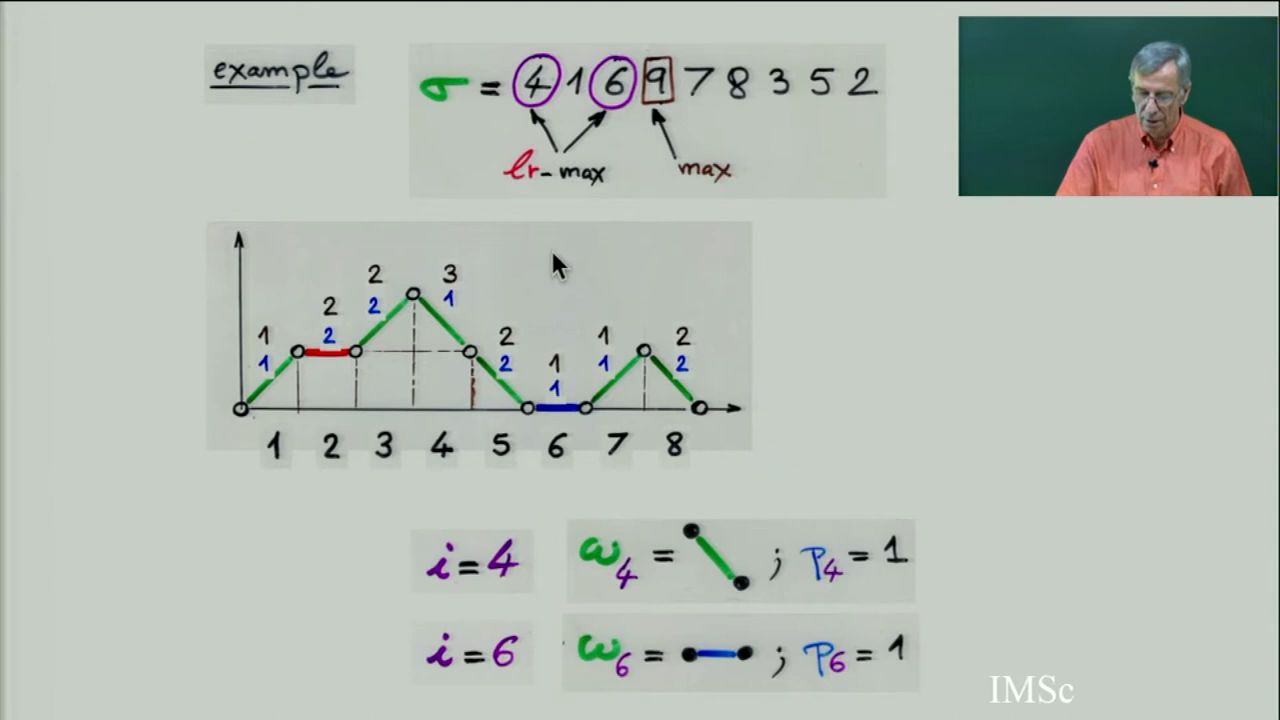 example
σ = 4 1 6 9 7 8 3 5 2
lr-max
max
2 3
2 1
2
1 2 2 1 1 2
1 2 1 1 2
1
1 2 3 4 5 6 7 8
i=4 ω₄ = ; p₄ = 1
i=6 ω₆ = ; p₆ = 1
IMSc